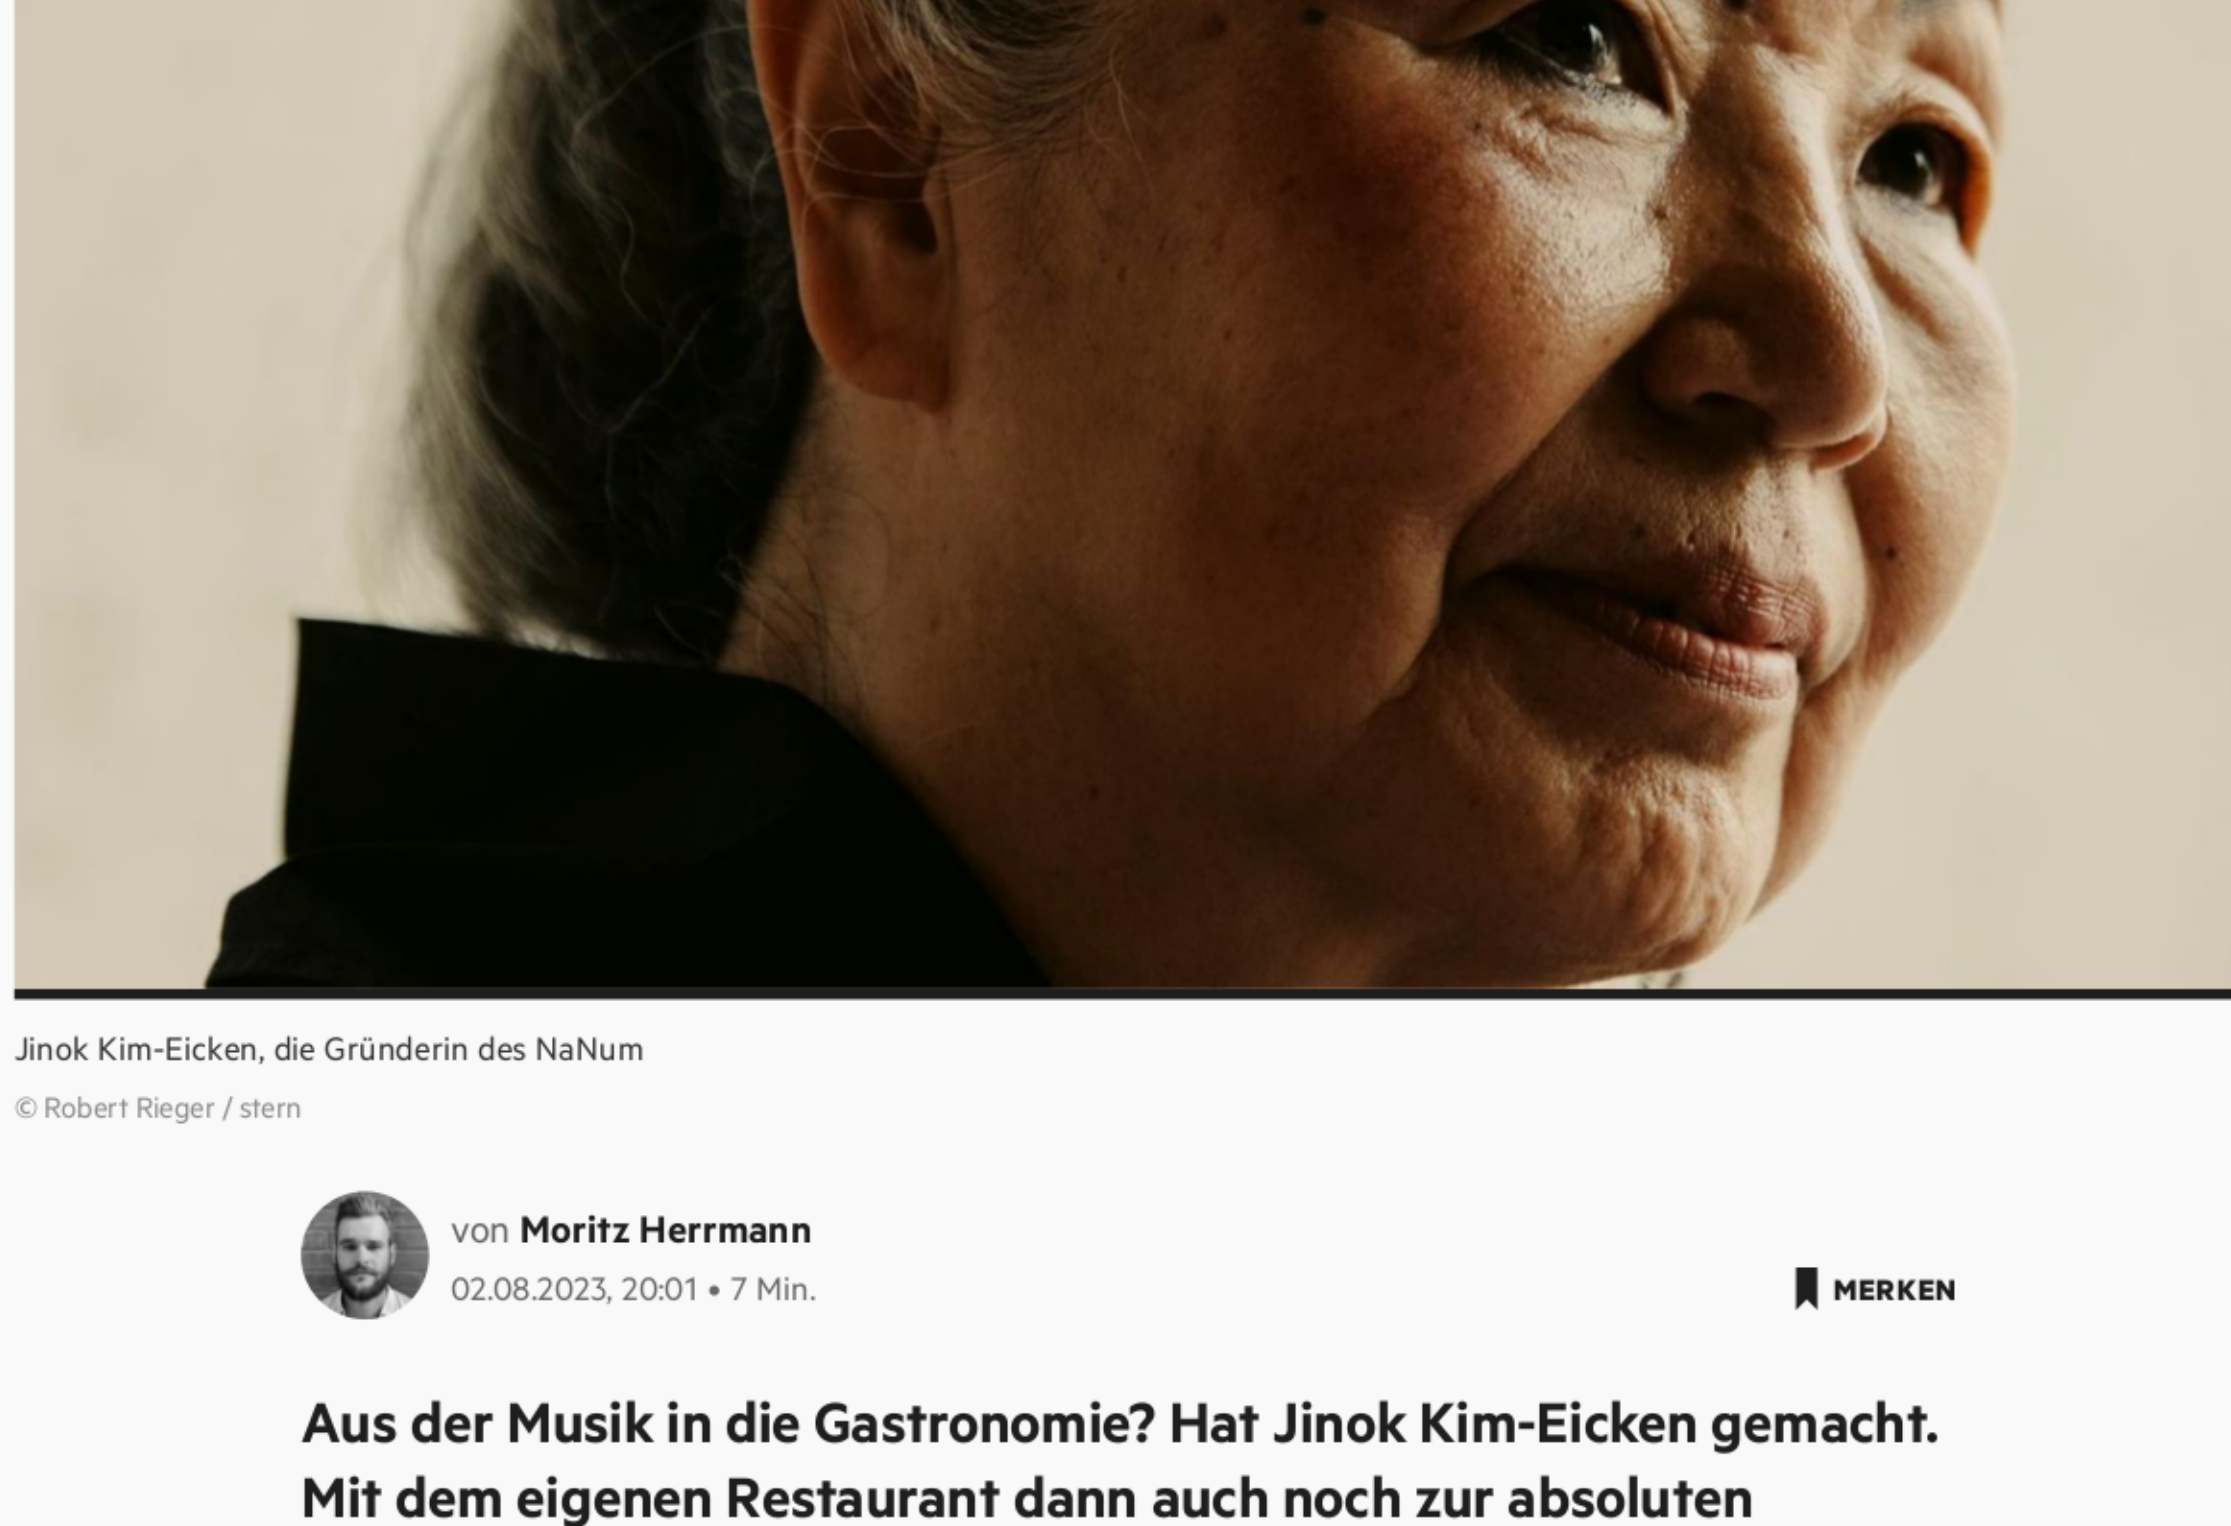 Jinok Kim-Eicken, die Gründerin des NaNum
© Robert Rieger / stern
von Moritz Herrmann
02.08.2023, 20:01 • 7 Min.
MERKEN
Aus der Musik in die Gastronomie? Hat Jinok Kim-Eicken gemacht.
Mit dem eigenen Restaurant dann auch noch zur absoluten